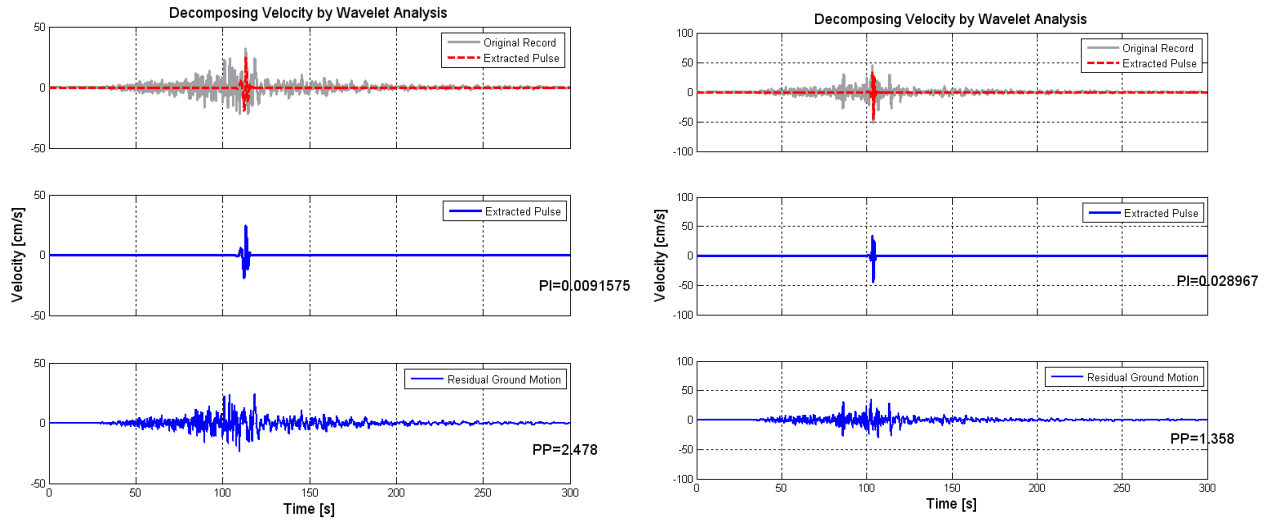 Decomposing Velocity by Wavelet Analysis
50
0
-50
Original Record
Extracted Pulse
50
0
-50
Extracted Pulse
Velocity [cm/s]
PI=0.0091575
50
0
-50
Residual Ground Motion
PP=2.478
0 50 100 150 200 250 300
Time [s]
Decomposing Velocity by Wavelet Analysis
100
50
0
-50
-100
Original Record
Extracted Pulse
100
50
0
-50
-100
Extracted Pulse
Velocity [cm/s]
PI=0.028967
100
50
0
-50
-100
Residual Ground Motion
PP=1.358
0 50 100 150 200 250 300
Time [s]